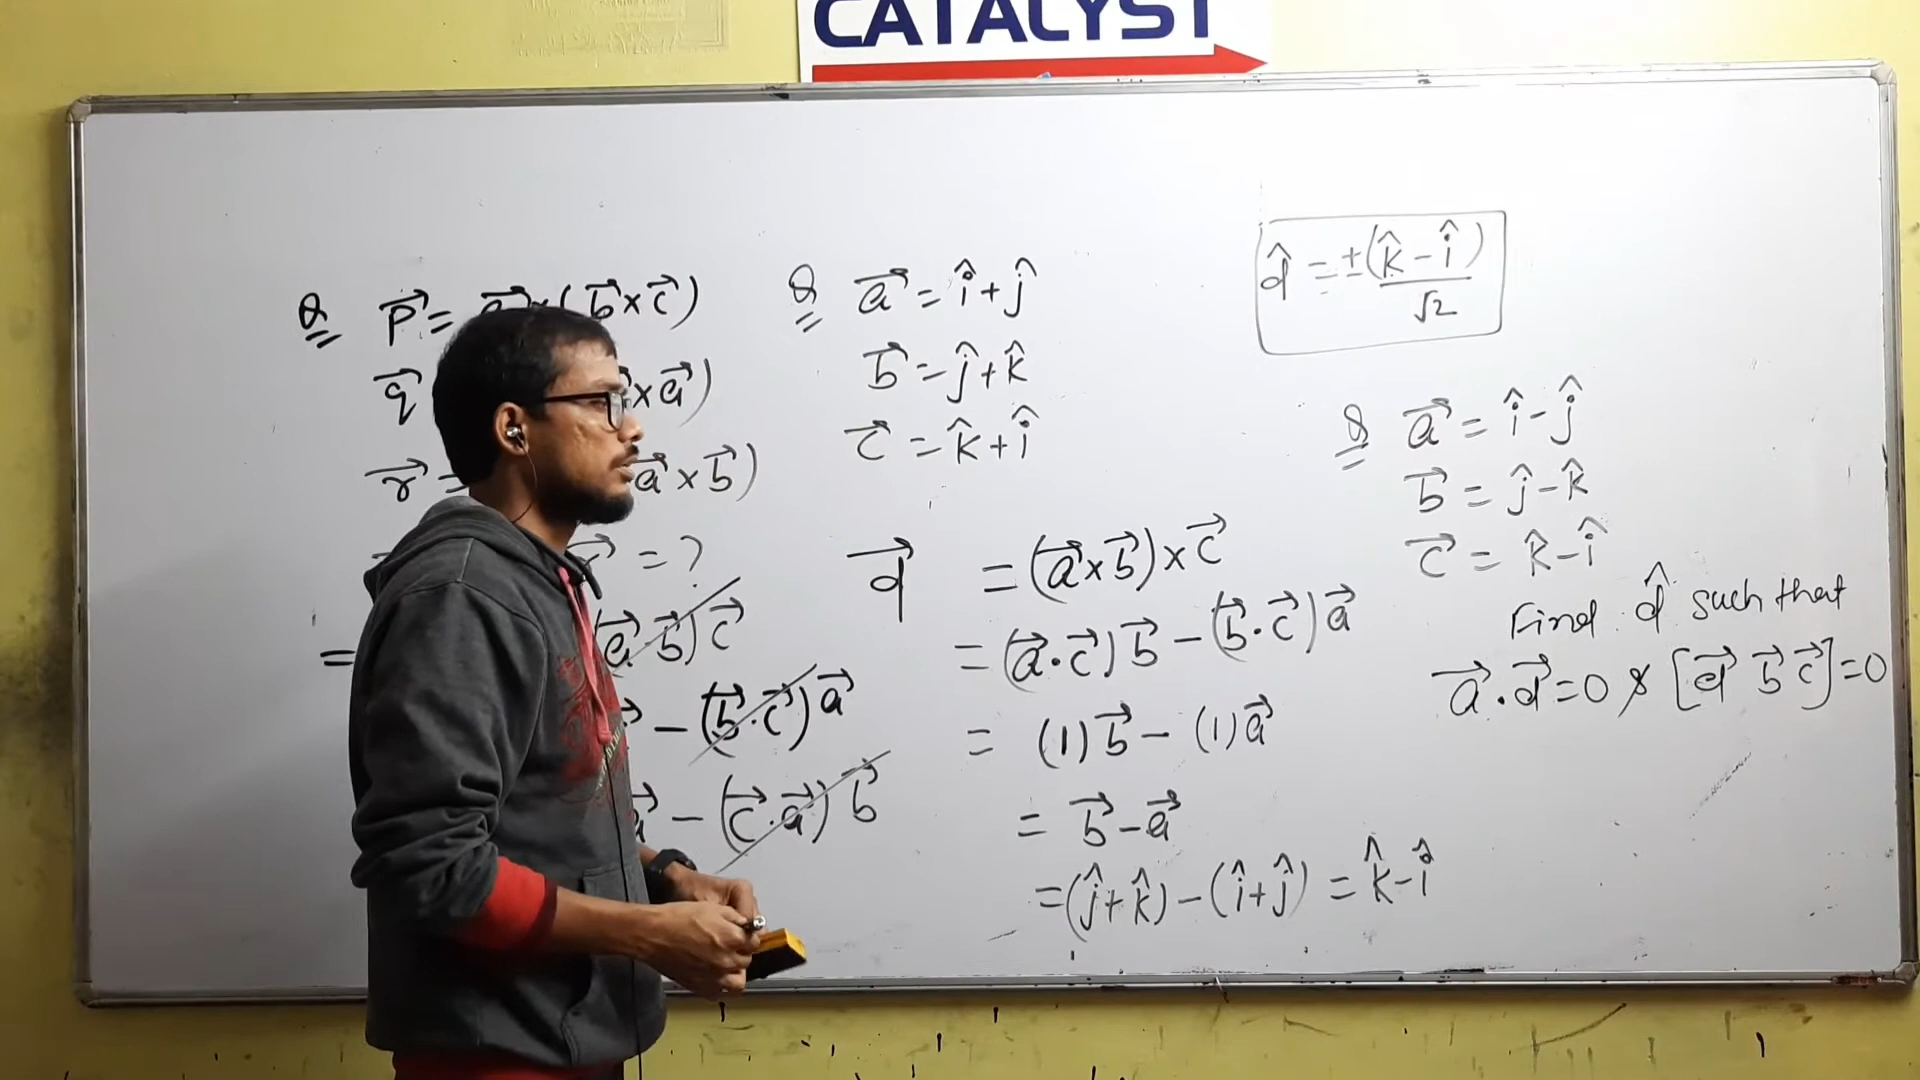 CATALYST
Q p⃗ = a⃗ × (b⃗ × c⃗)
q⃗ × a⃗)
r⃗ = a⃗ × b⃗)
= ?
(a⃗ b⃗) c⃗
− (b⃗ · c⃗) a⃗
a⃗ − (c⃗ · a⃗) b⃗
Q a⃗ = î + ĵ
b⃗ = ĵ + k̂
c⃗ = k̂ + î
d⃗ = (a⃗ × b⃗) × c⃗
= (a⃗ · c⃗) b⃗ − (b⃗ · c⃗) a⃗
= (1) b⃗ − (1) a⃗
= b⃗ − a⃗
= (ĵ + k̂) − (î + ĵ) = k̂ − î
d̂ = ±(k̂ − î)
√2
Q a⃗ = î − ĵ
b⃗ = ĵ − k̂
c⃗ = k̂ − î
Find d̂ such that
a⃗ · d⃗ = 0 & [d⃗ b⃗ c⃗] = 0